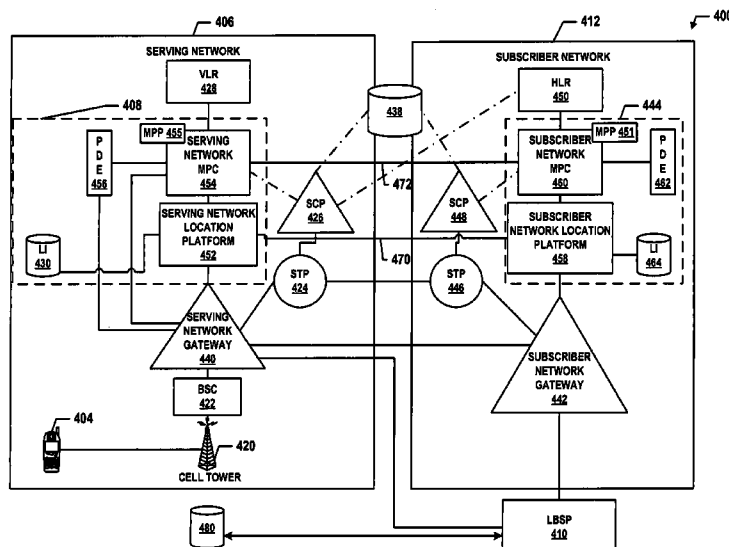 406
412
400
SERVING NETWORK
SUBSCRIBER NETWORK
VLR
428
HLR
450
408
438
444
MPP 455
MPP 451
P
D
E
456
SERVING
NETWORK
MPC
454
SUBSCRIBER
NETWORK
MPC
460
P
D
E
462
472
SCP
426
SCP
448
SERVING NETWORK
LOCATION
PLATFORM
452
SUBSCRIBER
NETWORK LOCATION
PLATFORM
458
LI
430
LI
464
470
STP
424
STP
446
SERVING
NETWORK
GATEWAY
440
SUBSCRIBER
NETWORK
GATEWAY
442
BSC
422
404
420
CELL TOWER
480
LBSP
410